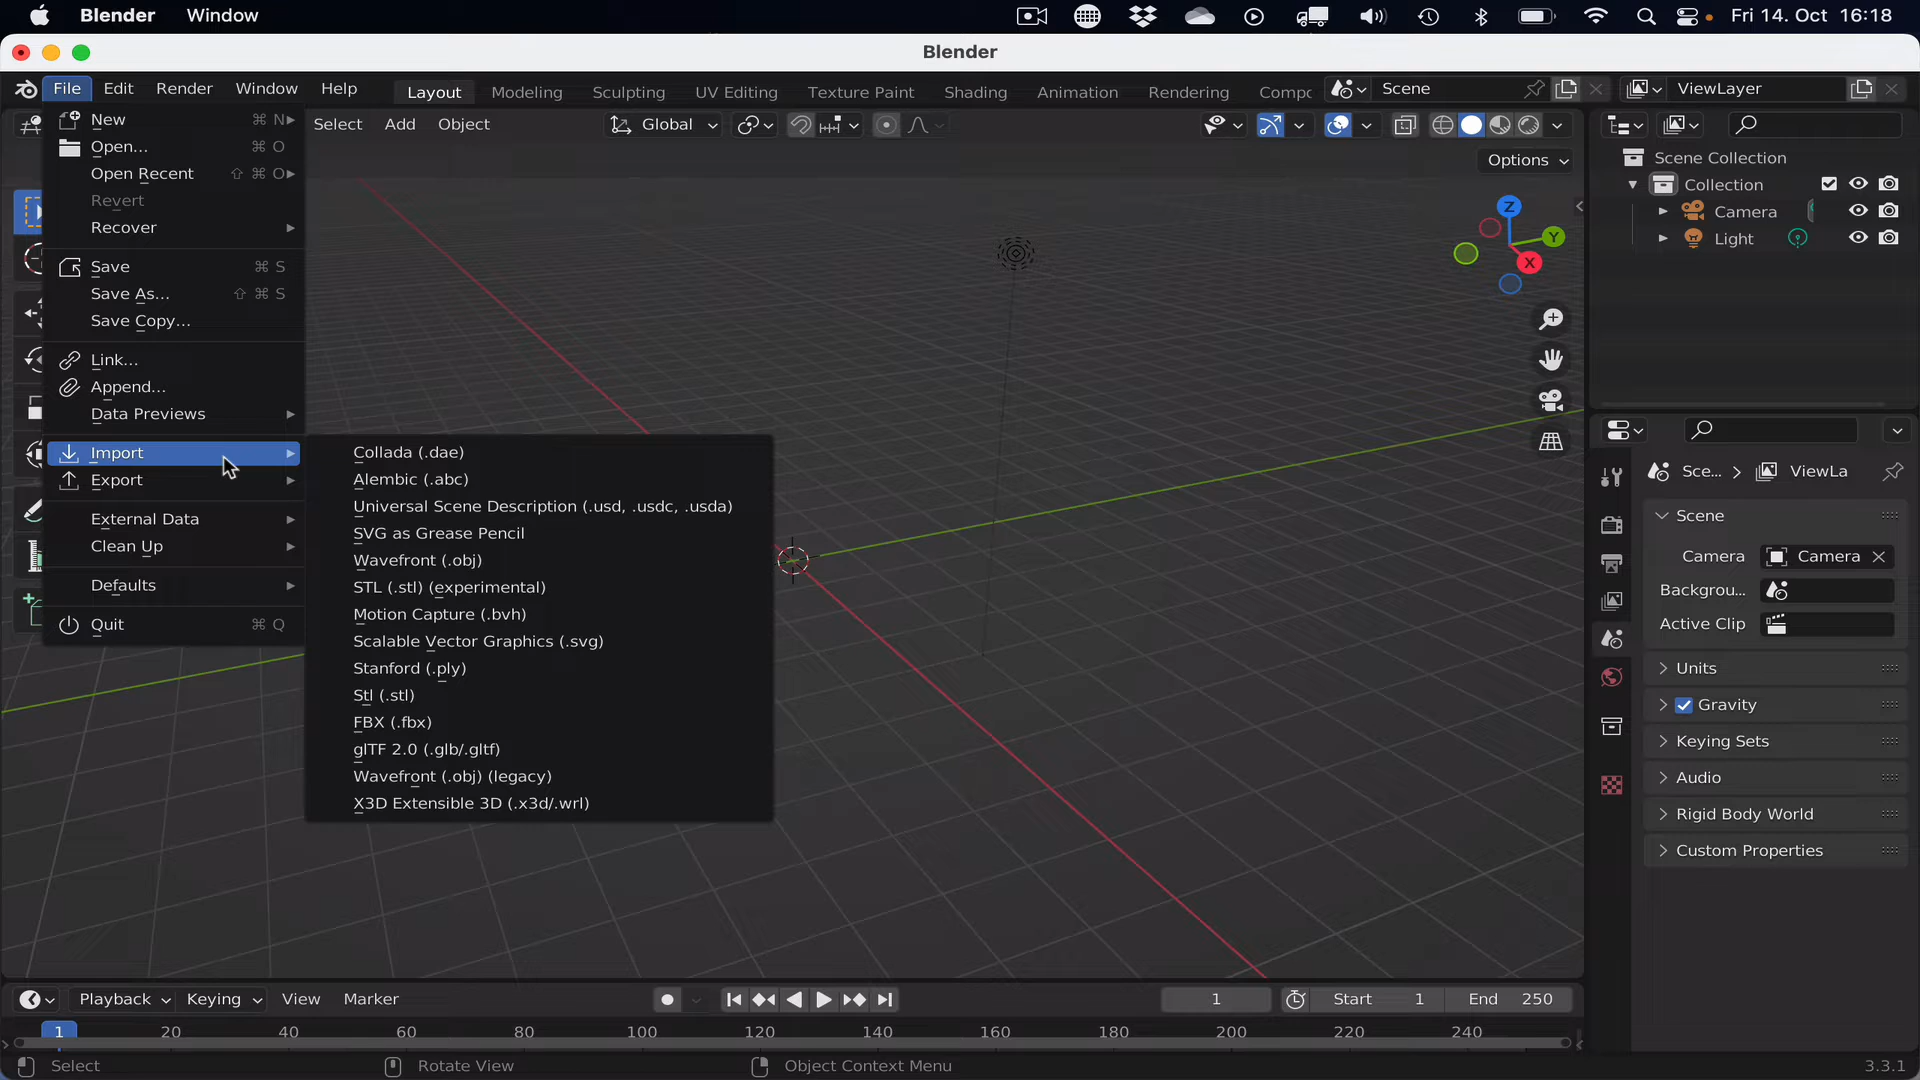 Blender Window Fri 14. Oct 16:18
Blender
File Edit Render Window Help Layout Modeling Sculpting UV Editing Texture Paint Shading Animation Rendering Compc Scene ViewLayer
Select Add Object Global
Options
New ⌘ N
Open... ⌘ O
Open Recent ⇧ ⌘ O
Revert
Recover
Save ⌘ S
Save As... ⇧ ⌘ S
Save Copy...
Link...
Append...
Data Previews
Import
Export
External Data
Clean Up
Defaults
Quit ⌘ Q
Collada (.dae)
Alembic (.abc)
Universal Scene Description (.usd, .usdc, .usda)
SVG as Grease Pencil
Wavefront (.obj)
STL (.stl) (experimental)
Motion Capture (.bvh)
Scalable Vector Graphics (.svg)
Stanford (.ply)
Stl (.stl)
FBX (.fbx)
glTF 2.0 (.glb/.gltf)
Wavefront (.obj) (legacy)
X3D Extensible 3D (.x3d/.wrl)
Z
Y
X
Scene Collection
Collection
Camera
Light
Sce... ViewLa
Scene
Camera Camera
Backgrou...
Active Clip
Units
Gravity
Keying Sets
Audio
Rigid Body World
Custom Properties
Playback Keying View Marker 1 Start 1 End 250
1 20 40 60 80 100 120 140 160 180 200 220 240
Select Rotate View Object Context Menu 3.3.1